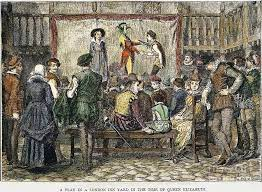 A PLAY IN A LONDON INN YARD, IN THE TIME OF QUEEN ELIZABETH.